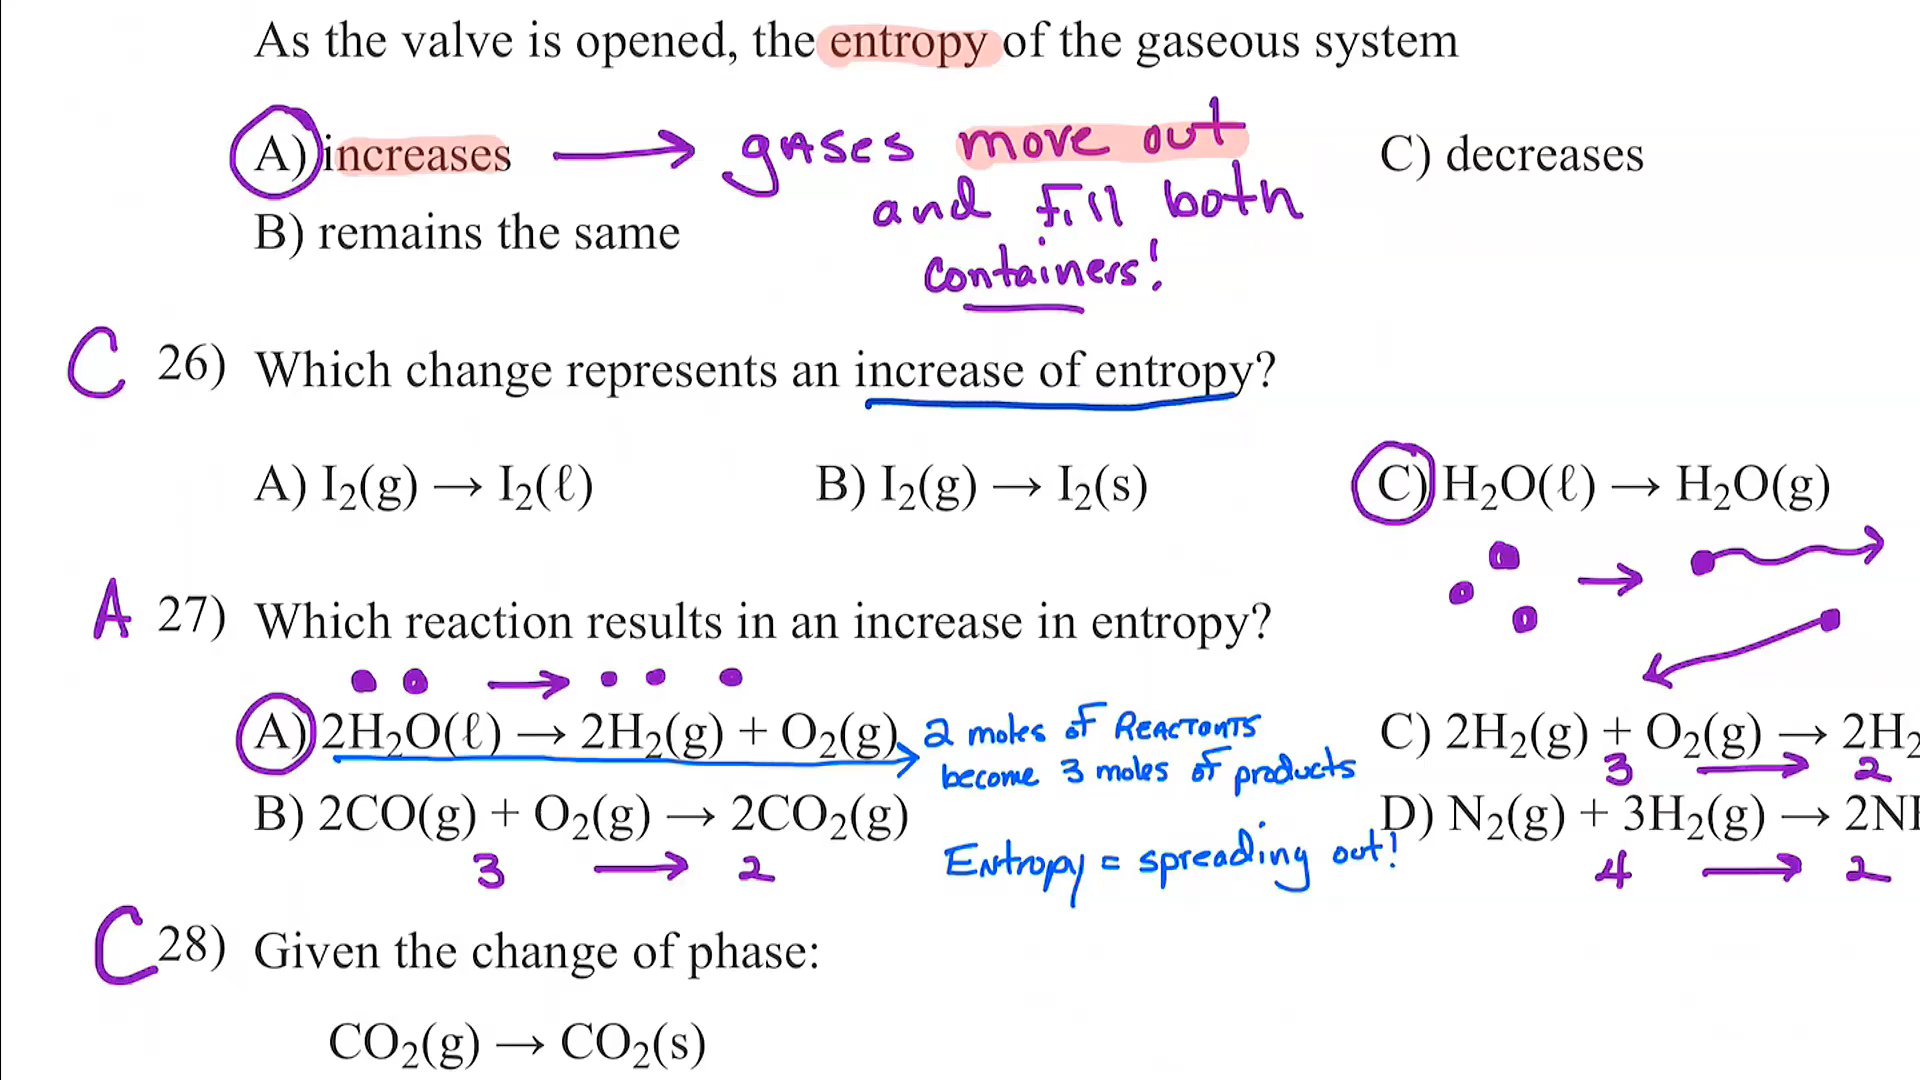 As the valve is opened, the entropy of the gaseous system
A) increases → gases move out C) decreases
and fill both
B) remains the same
containers!
C 26) Which change represents an increase of entropy?
A) I₂(g) → I₂(ℓ) B) I₂(g) → I₂(s) C) H₂O(ℓ) → H₂O(g)
A 27) Which reaction results in an increase in entropy?
A) 2H₂O(ℓ) → 2H₂(g) + O₂(g) 2 moles of REACTONTS C) 2H₂(g) + O₂(g) → 2H₂
become 3 moles of products 3 → 2
B) 2CO(g) + O₂(g) → 2CO₂(g) D) N₂(g) + 3H₂(g) → 2NH
3 → 2 Entropy = spreading out! 4 → 2
C 28) Given the change of phase:
CO₂(g) → CO₂(s)